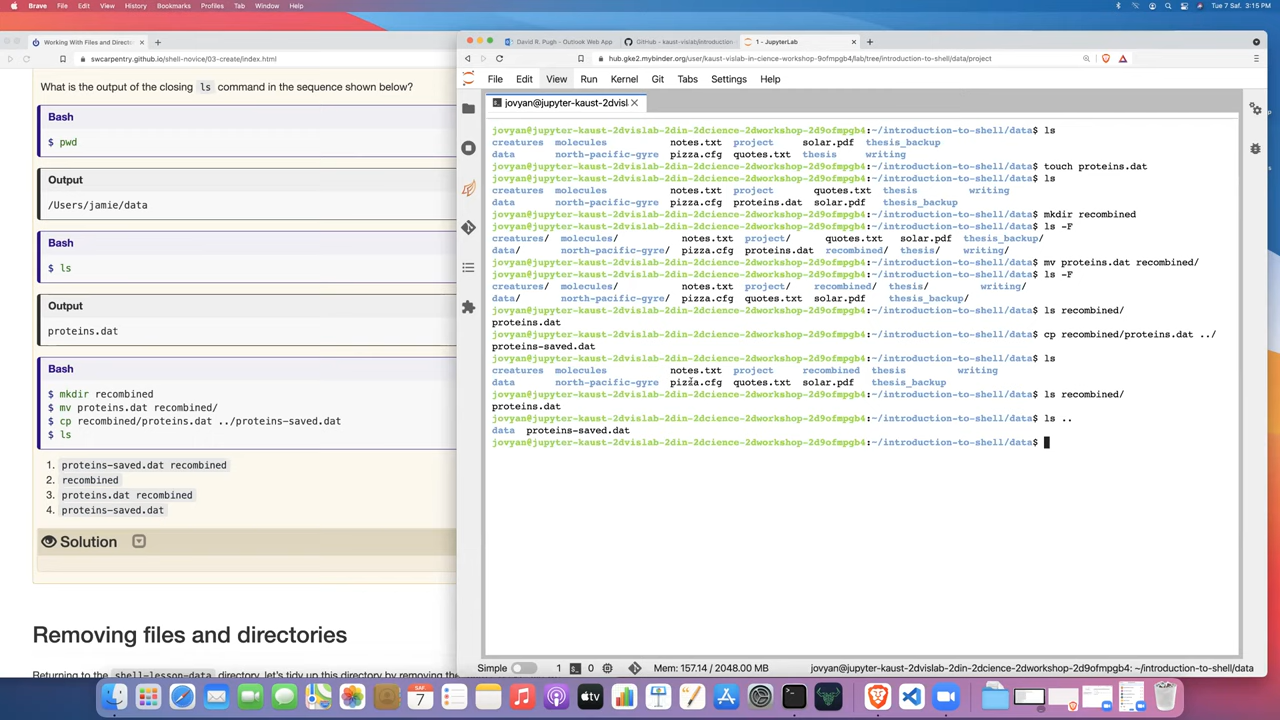 Brave File Edit View History Bookmarks Profiles Tab Window Help
Tue 7 Saf. 3:15 PM
Working With Files and Director
swcarpentry.github.io/shell-novice/03-create/index.html
What is the output of the closing ls command in the sequence shown below?
Bash
$ pwd
Output
/Users/jamie/data
Bash
$ ls
Output
proteins.dat
Bash
$ mkdir recombined
$ mv proteins.dat recombined/
$ cp recombined/proteins.dat ../proteins-saved.dat
$ ls
1. proteins-saved.dat recombined
2. recombined
3. proteins.dat recombined
4. proteins-saved.dat
Solution
Removing files and directories
Returning to the shell-lesson-data directory, let's tidy up this directory by removing the
David R. Pugh - Outlook Web App
GitHub - kaust-vislab/introduction
1 - JupyterLab
hub.gke2.mybinder.org/user/kaust-vislab-in-cience-workshop-9ofmpgb4/lab/tree/introduction-to-shell/data/project
File Edit View Run Kernel Git Tabs Settings Help
jovyan@jupyter-kaust-2dvisl
jovyan@jupyter-kaust-2dvislab-2din-2dcience-2dworkshop-2d9ofmpgb4:~/introduction-to-shell/data$ ls
creatures molecules notes.txt project solar.pdf thesis_backup
data north-pacific-gyre pizza.cfg quotes.txt thesis writing
jovyan@jupyter-kaust-2dvislab-2din-2dcience-2dworkshop-2d9ofmpgb4:~/introduction-to-shell/data$ touch proteins.dat
jovyan@jupyter-kaust-2dvislab-2din-2dcience-2dworkshop-2d9ofmpgb4:~/introduction-to-shell/data$ ls
creatures molecules notes.txt project quotes.txt thesis writing
data north-pacific-gyre pizza.cfg proteins.dat solar.pdf thesis_backup
jovyan@jupyter-kaust-2dvislab-2din-2dcience-2dworkshop-2d9ofmpgb4:~/introduction-to-shell/data$ mkdir recombined
jovyan@jupyter-kaust-2dvislab-2din-2dcience-2dworkshop-2d9ofmpgb4:~/introduction-to-shell/data$ ls -F
creatures/ molecules/ notes.txt project/ quotes.txt solar.pdf thesis_backup/
data/ north-pacific-gyre/ pizza.cfg proteins.dat recombined/ thesis/ writing/
jovyan@jupyter-kaust-2dvislab-2din-2dcience-2dworkshop-2d9ofmpgb4:~/introduction-to-shell/data$ mv proteins.dat recombined/
jovyan@jupyter-kaust-2dvislab-2din-2dcience-2dworkshop-2d9ofmpgb4:~/introduction-to-shell/data$ ls -F
creatures/ molecules/ notes.txt project/ recombined/ thesis/ writing/
data/ north-pacific-gyre/ pizza.cfg quotes.txt solar.pdf thesis_backup/
jovyan@jupyter-kaust-2dvislab-2din-2dcience-2dworkshop-2d9ofmpgb4:~/introduction-to-shell/data$ ls recombined/
proteins.dat
jovyan@jupyter-kaust-2dvislab-2din-2dcience-2dworkshop-2d9ofmpgb4:~/introduction-to-shell/data$ cp recombined/proteins.dat ../
proteins-saved.dat
jovyan@jupyter-kaust-2dvislab-2din-2dcience-2dworkshop-2d9ofmpgb4:~/introduction-to-shell/data$ ls
creatures molecules notes.txt project recombined thesis writing
data north-pacific-gyre pizza.cfg quotes.txt solar.pdf thesis_backup
jovyan@jupyter-kaust-2dvislab-2din-2dcience-2dworkshop-2d9ofmpgb4:~/introduction-to-shell/data$ ls recombined/
proteins.dat
jovyan@jupyter-kaust-2dvislab-2din-2dcience-2dworkshop-2d9ofmpgb4:~/introduction-to-shell/data$ ls ..
data proteins-saved.dat
jovyan@jupyter-kaust-2dvislab-2din-2dcience-2dworkshop-2d9ofmpgb4:~/introduction-to-shell/data$
Simple 1 0 Mem: 157.14 / 2048.00 MB
jovyan@jupyter-kaust-2dvislab-2din-2dcience-2dworkshop-2d9ofmpgb4: ~/introduction-to-shell/data
SAF.
7